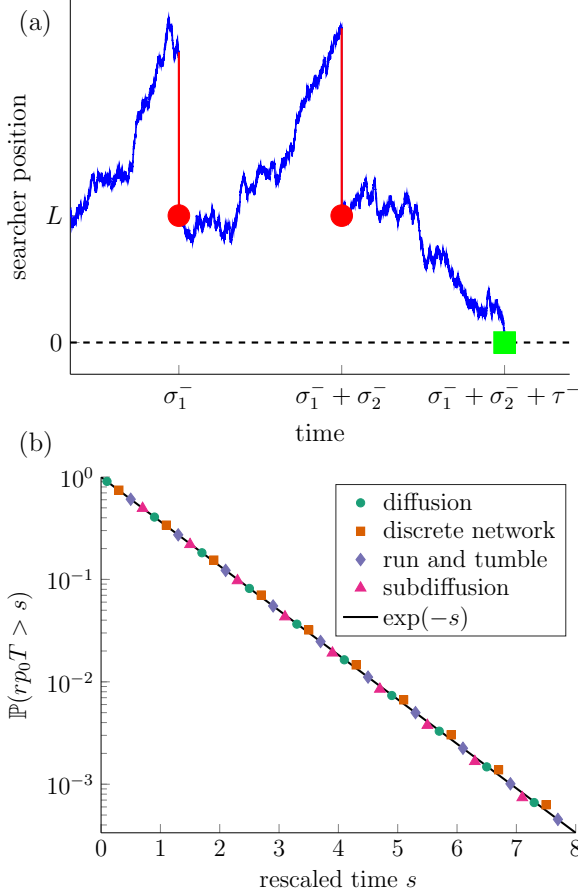 (a)
searcher position
L
0
σ₁⁻
σ₁⁻ + σ₂⁻
σ₁⁻ + σ₂⁻ + τ⁻
time
(b)
ℙ(rp₀T > s)
10⁰
10⁻¹
10⁻²
10⁻³
diffusion
discrete network
run and tumble
subdiffusion
exp(−s)
0 1 2 3 4 5 6 7 8
rescaled time s